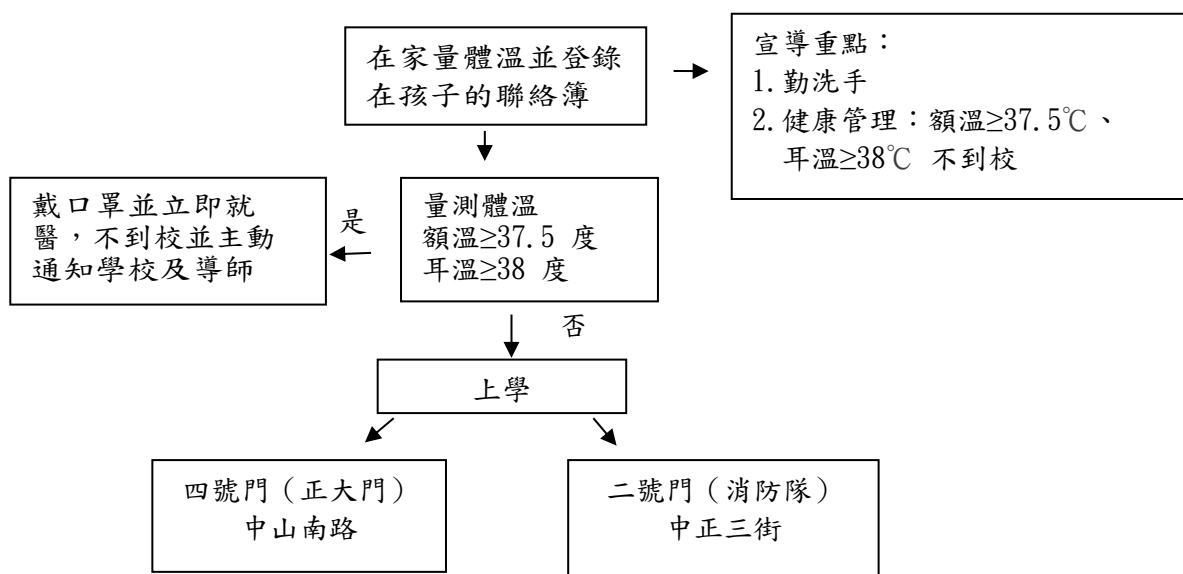 在家量體溫並登錄
在孩子的聯絡簿
宣導重點：
1.勤洗手
2.健康管理：額溫≥37.5℃、
耳溫≥38℃ 不到校
戴口罩並立即就
醫，不到校並主動
通知學校及導師
是
量測體溫
額溫≥37.5 度
耳溫≥38 度
否
上學
四號門（正大門）
中山南路
二號門（消防隊）
中正三街